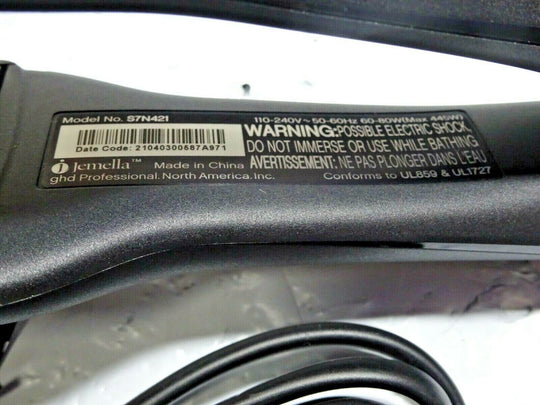 Model No. S7N421
Date Code: 21040300587A971
Jemella™ Made in China
ghd Professional, North America, Inc.
110-240V~ 50-60Hz 60-80W(Max 445W)
WARNING: POSSIBLE ELECTRIC SHOCK.
DO NOT IMMERSE OR USE WHILE BATHING
AVERTISSEMENT: NE PAS PLONGER DANS L'EAU
Conforms to UL859 & UL1727